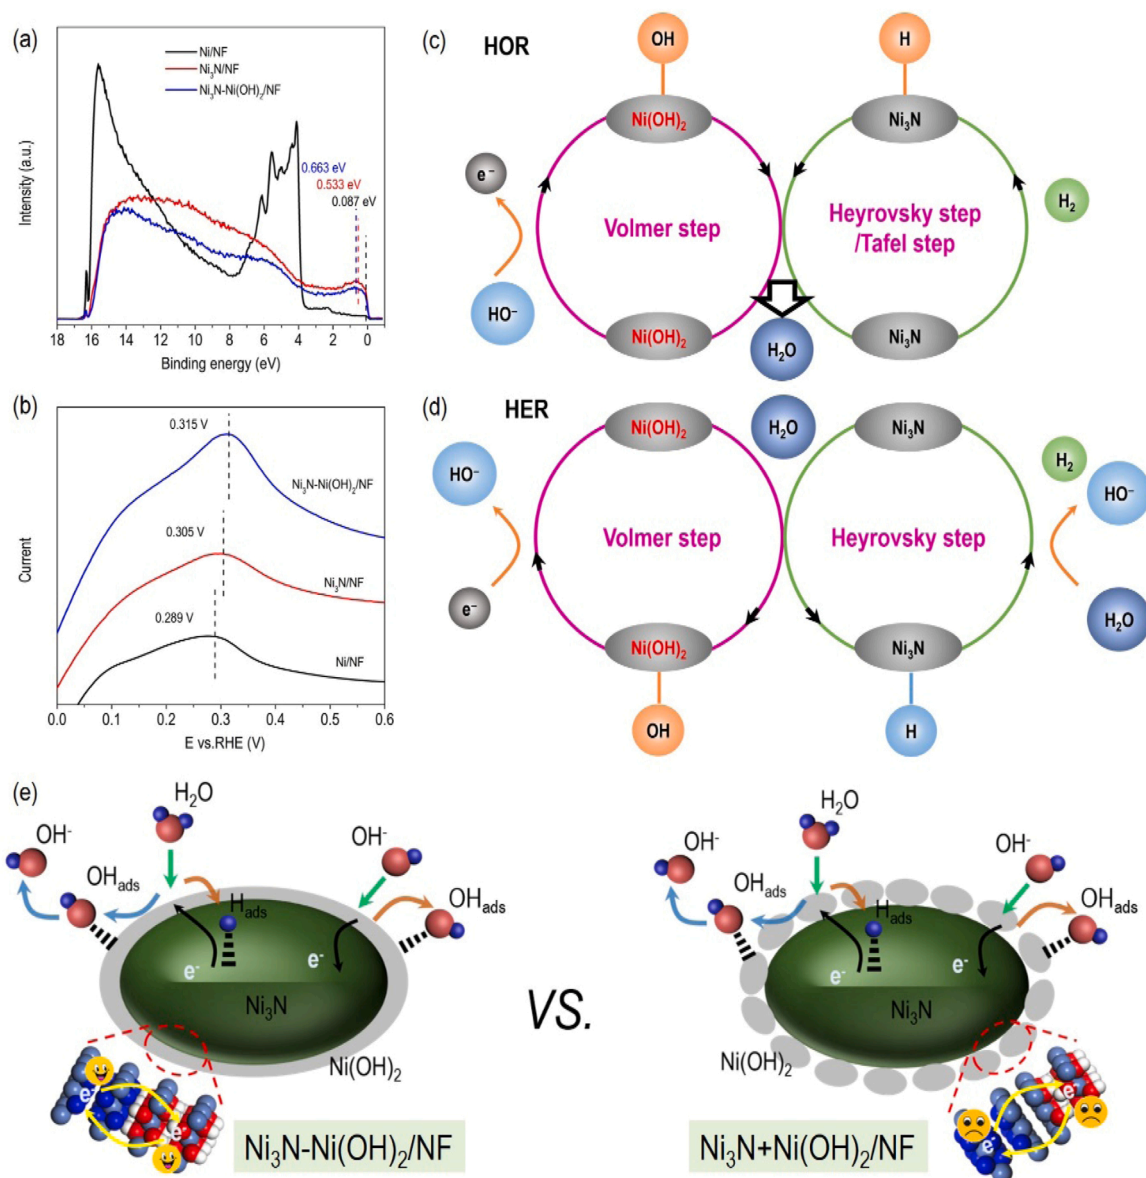 (a)
Ni/NF
Ni₃N/NF
Ni₃N-Ni(OH)₂/NF
0.663 eV
0.533 eV
0.087 eV
Intensity (a.u.)
18 16 14 12 10 8 6 4 2 0
Binding energy (eV)
(b)
0.315 V
Ni₃N-Ni(OH)₂/NF
0.305 V
Ni₃N/NF
0.289 V
Ni/NF
Current
0.0 0.1 0.2 0.3 0.4 0.5 0.6
E vs.RHE (V)
(c)
HOR
OH
H
Ni(OH)₂
Ni₃N
e⁻
H₂
Volmer step
Heyrovsky step
/Tafel step
HO⁻
Ni(OH)₂
H₂O
Ni₃N
(d)
HER
Ni(OH)₂
H₂O
Ni₃N
HO⁻
H₂
HO⁻
Volmer step
Heyrovsky step
e⁻
H₂O
Ni(OH)₂
Ni₃N
OH
H
(e)
H₂O
OH⁻
OH⁻
OHads
Hads
OHads
e⁻
e⁻
Ni₃N
Ni(OH)₂
e⁻
e⁻
Ni₃N-Ni(OH)₂/NF
VS.
H₂O
OH⁻
OH⁻
OHads
Hads
OHads
e⁻
e⁻
Ni₃N
Ni(OH)₂
e⁻
e⁻
Ni₃N+Ni(OH)₂/NF